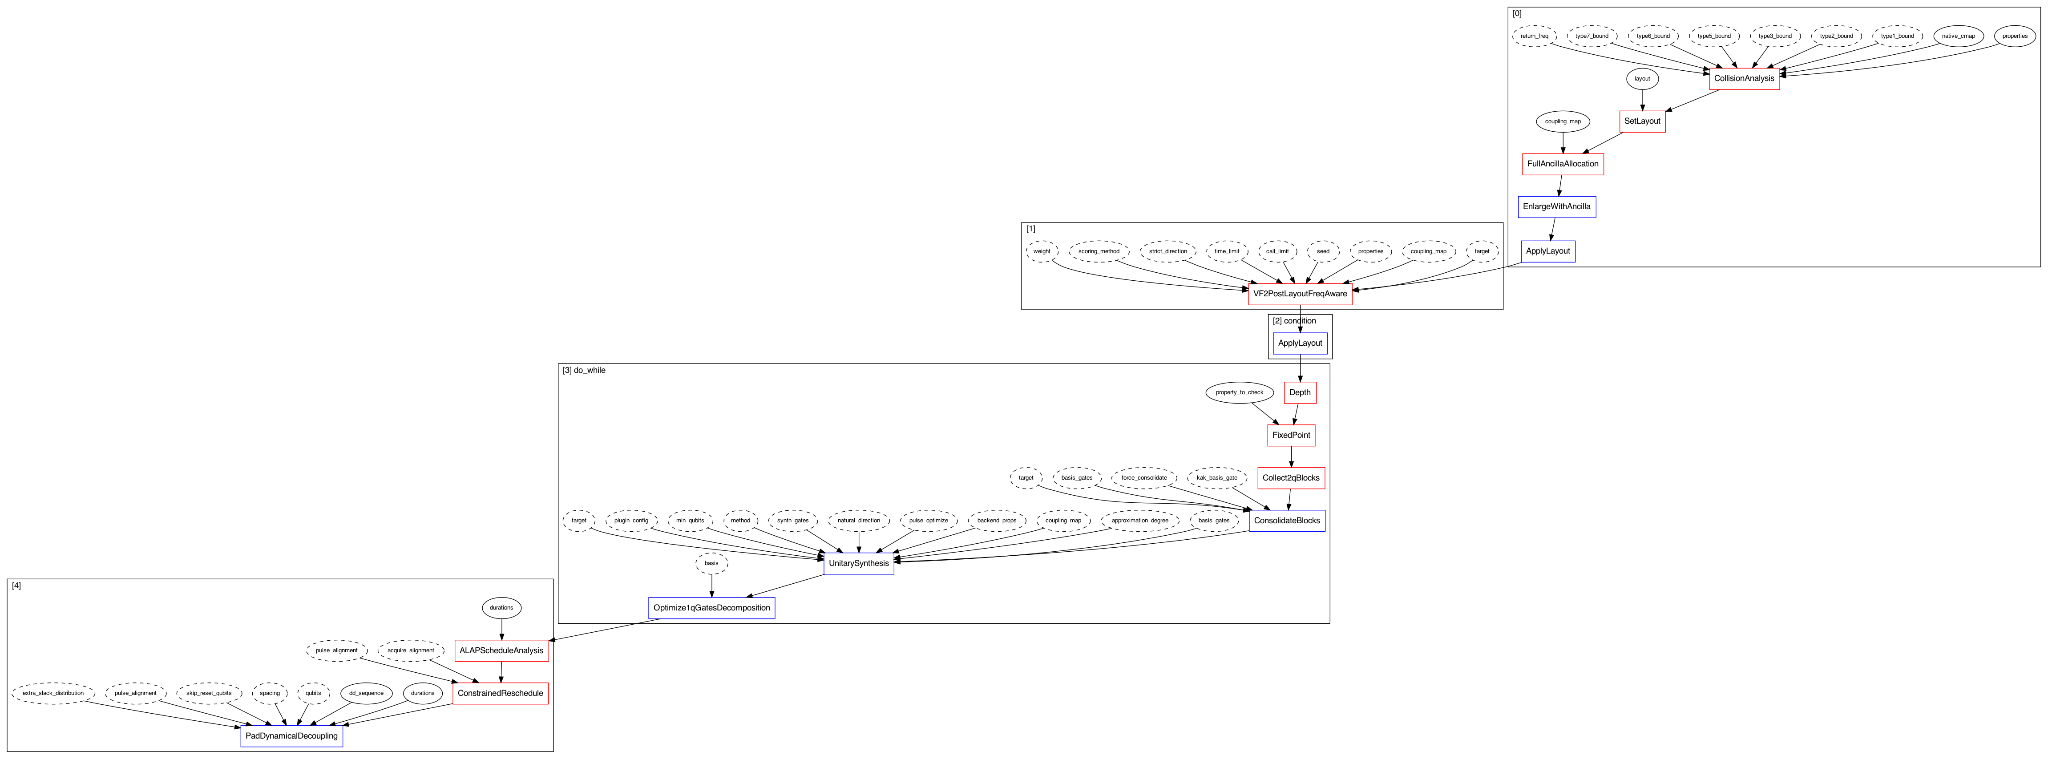 [0]
return_freq
type7_bound
type6_bound
type5_bound
type3_bound
type2_bound
type1_bound
native_cmap
properties
layout
CollisionAnalysis
coupling_map
SetLayout
FullAncillaAllocation
EnlargeWithAncilla
ApplyLayout
[1]
weight
scoring_method
strict_direction
time_limit
call_limit
seed
properties
coupling_map
target
VF2PostLayoutFreqAware
[2] condition
ApplyLayout
[3] do_while
property_to_check
Depth
FixedPoint
Collect2qBlocks
target
basis_gates
force_consolidate
kak_basis_gate
ConsolidateBlocks
target
plugin_config
min_qubits
method
synth_gates
natural_direction
pulse_optimize
backend_props
coupling_map
approximation_degree
basis_gates
UnitarySynthesis
basis
Optimize1qGatesDecomposition
[4]
durations
ALAPScheduleAnalysis
pulse_alignment
acquire_alignment
ConstrainedReschedule
extra_slack_distribution
pulse_alignment
skip_reset_qubits
spacing
qubits
dd_sequence
durations
PadDynamicalDecoupling